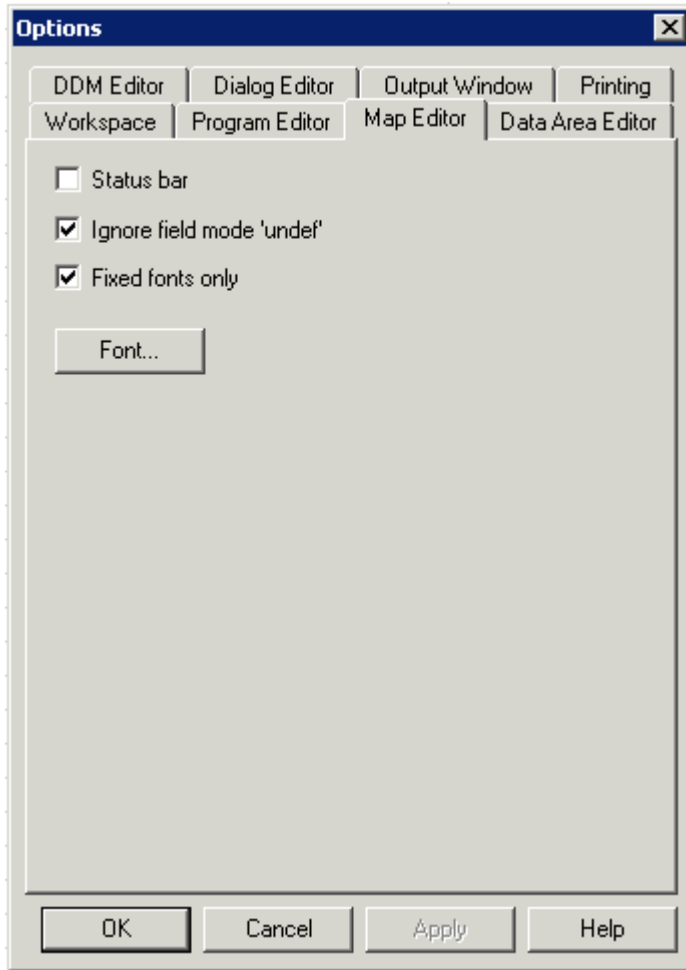 Options
DDM Editor Dialog Editor Output Window Printing
Workspace Program Editor Map Editor Data Area Editor
Status bar
Ignore field mode 'undef'
Fixed fonts only
Font...
OK Cancel Apply Help